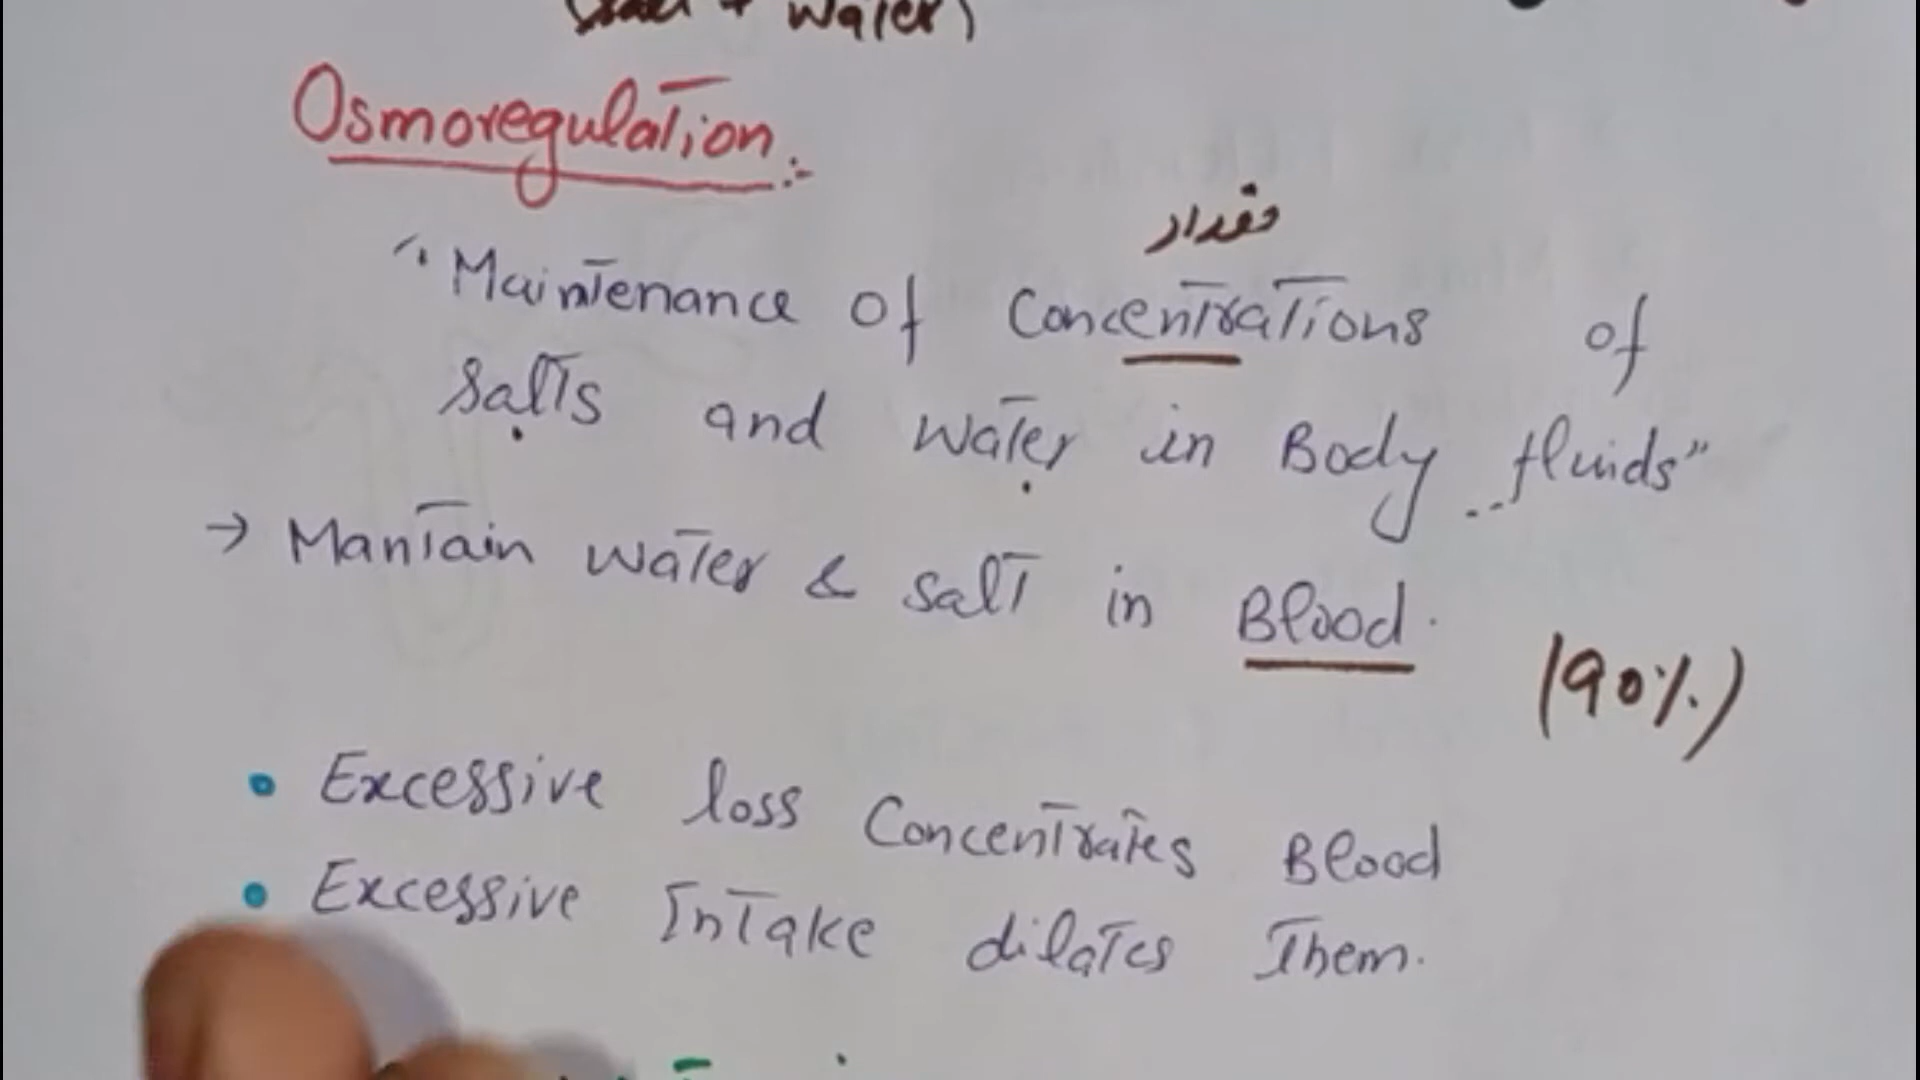 + water)
Osmoregulation :-
مقدار
"Maintenance of Concentrations of
Salts and water in Body fluids"
→ Mantain water & salt in Blood.
(90%)
• Excessive loss Concentrates Blood
• Excessive Intake dilates Them.